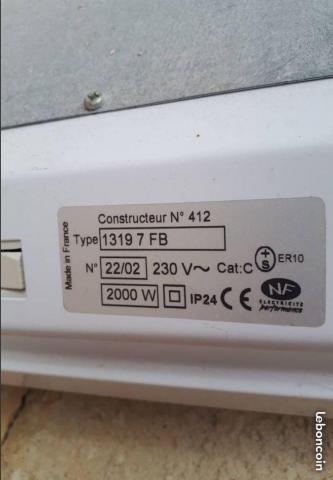 Constructeur N° 412
Made in France
Type 1319 7 FB
N° 22/02 230 V~ Cat:C S ER10
2000 W IP24 CE NF
ELECTRICITE
performance
leboncoin